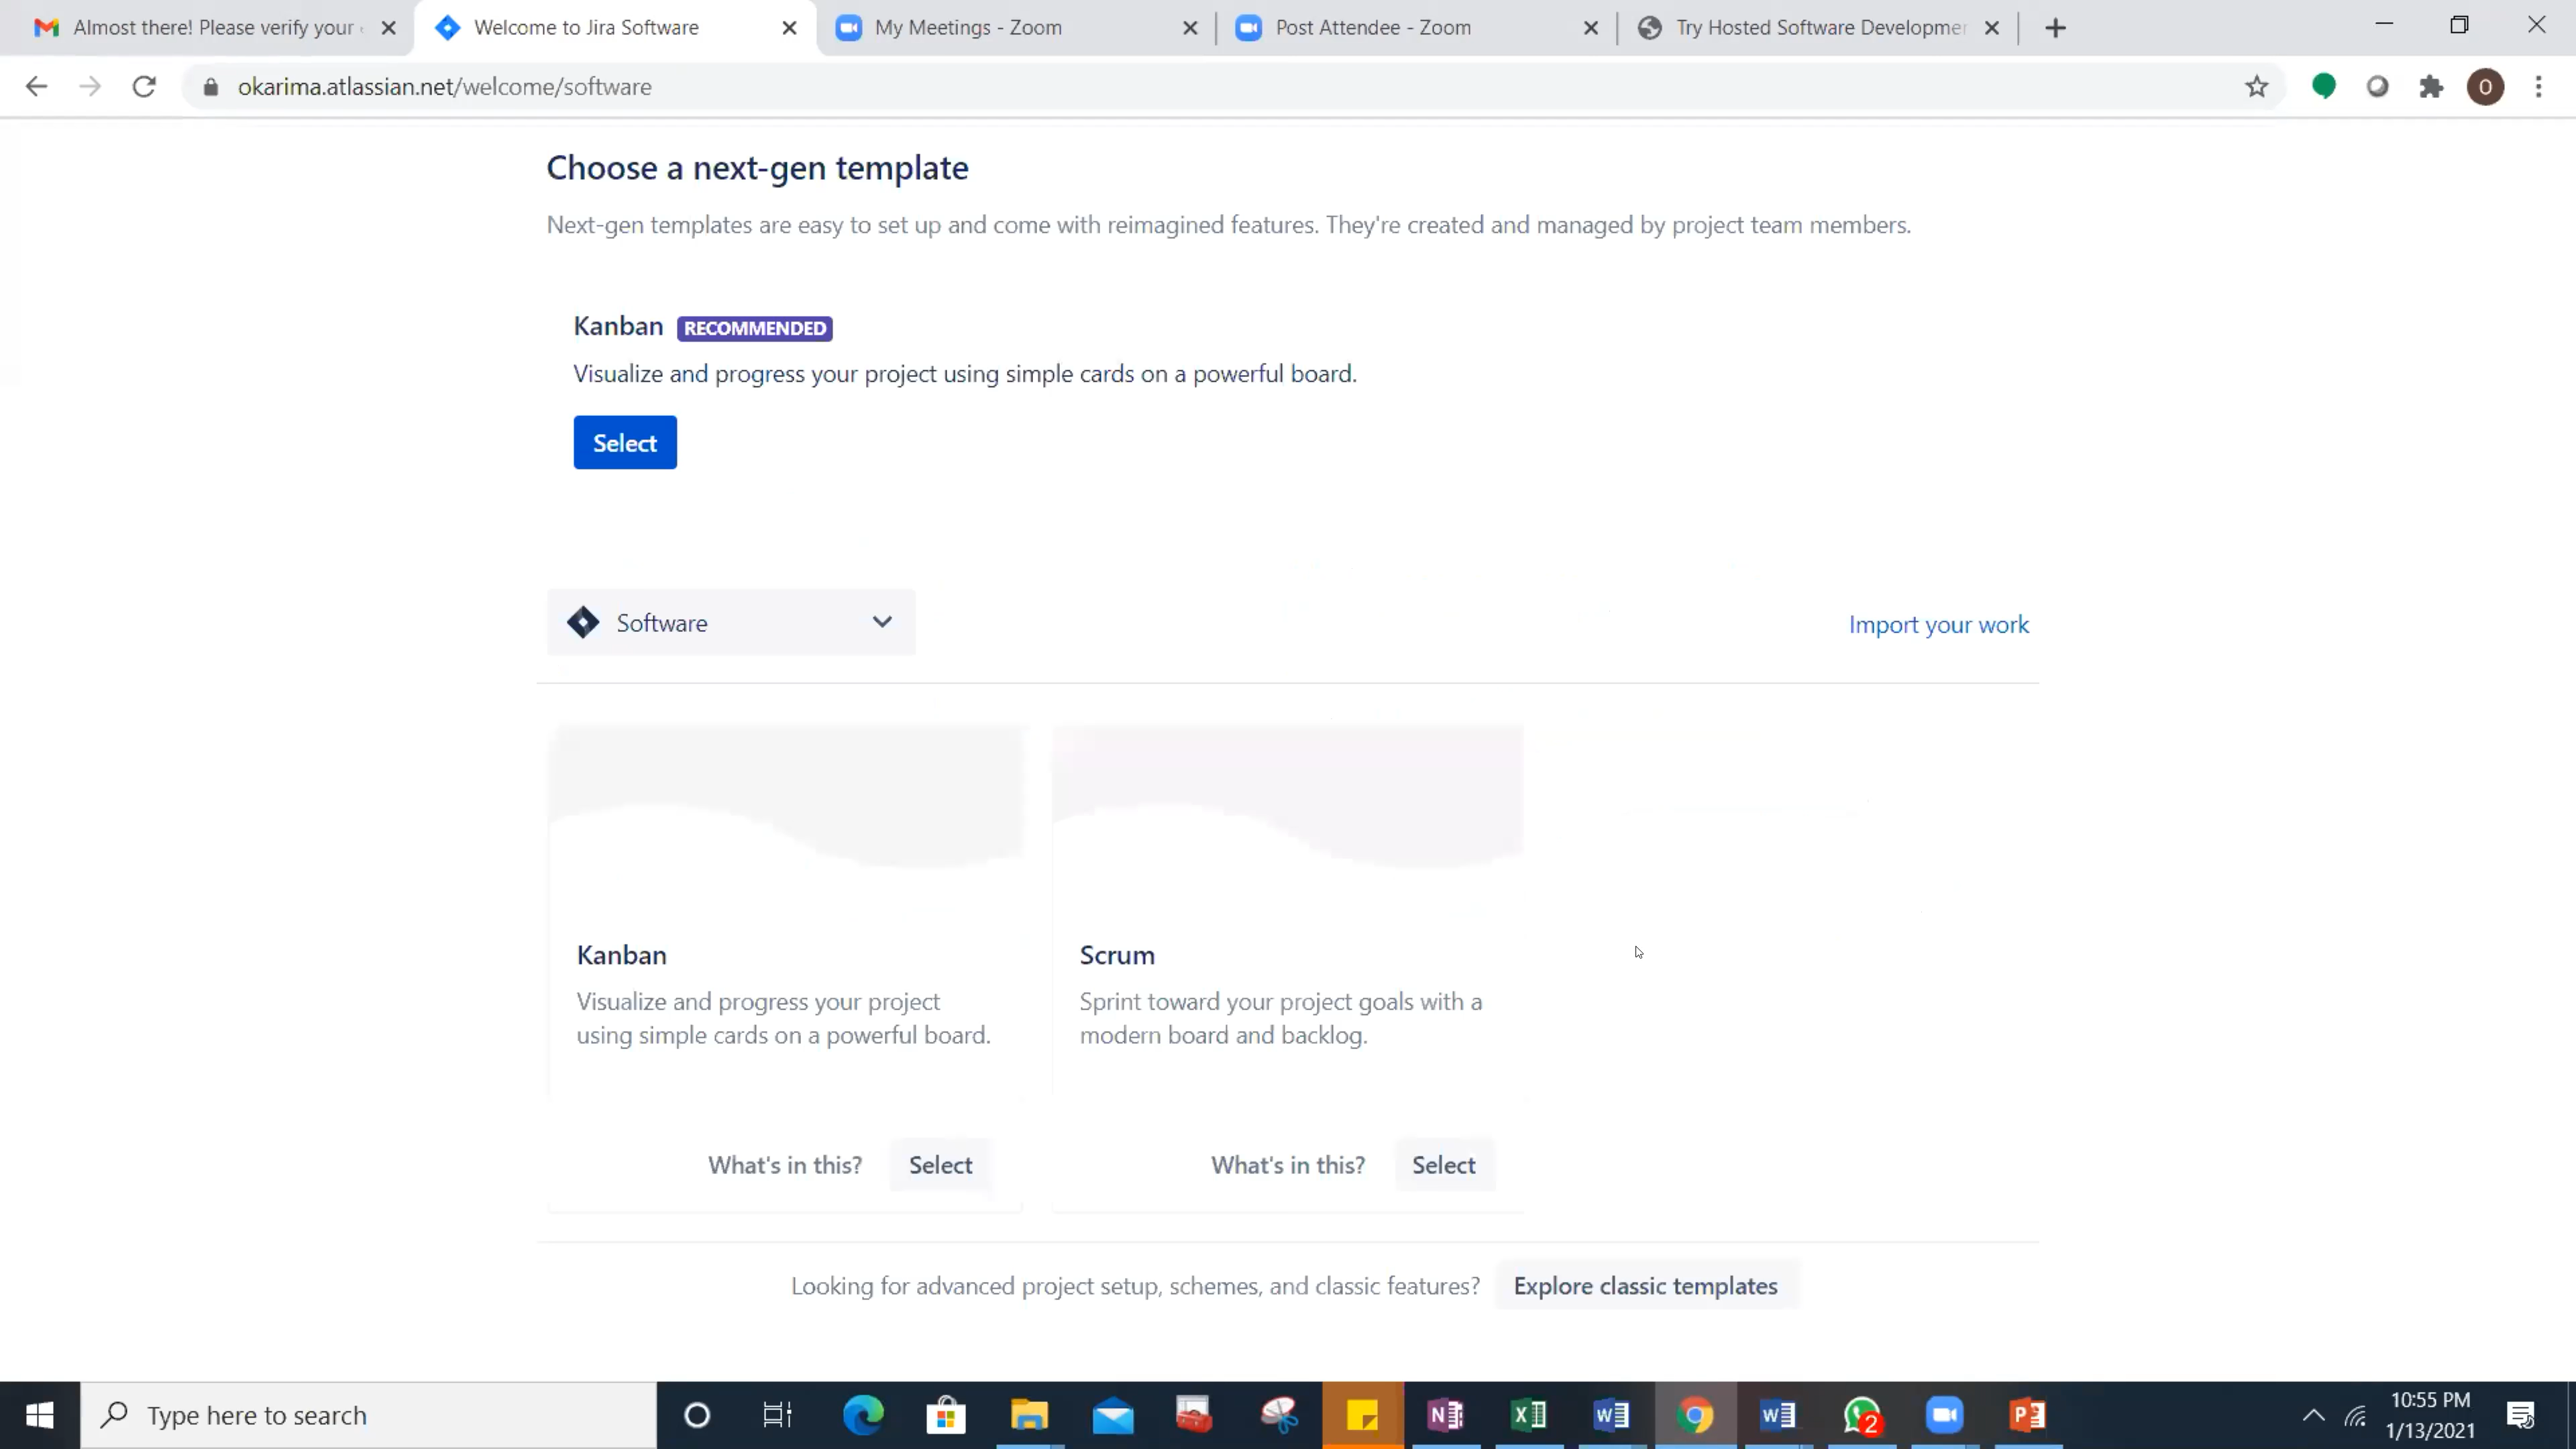 Almost there! Please verify your
Welcome to Jira Software
My Meetings - Zoom
Post Attendee - Zoom
Try Hosted Software Developmen
okarima.atlassian.net/welcome/software
O
Choose a next-gen template
Next-gen templates are easy to set up and come with reimagined features. They're created and managed by project team members.
Kanban RECOMMENDED
Visualize and progress your project using simple cards on a powerful board.
Select
Software
Import your work
Kanban
Visualize and progress your project
using simple cards on a powerful board.
What's in this? Select
Scrum
Sprint toward your project goals with a
modern board and backlog.
What's in this? Select
Looking for advanced project setup, schemes, and classic features? Explore classic templates
Type here to search
2
10:55 PM
1/13/2021